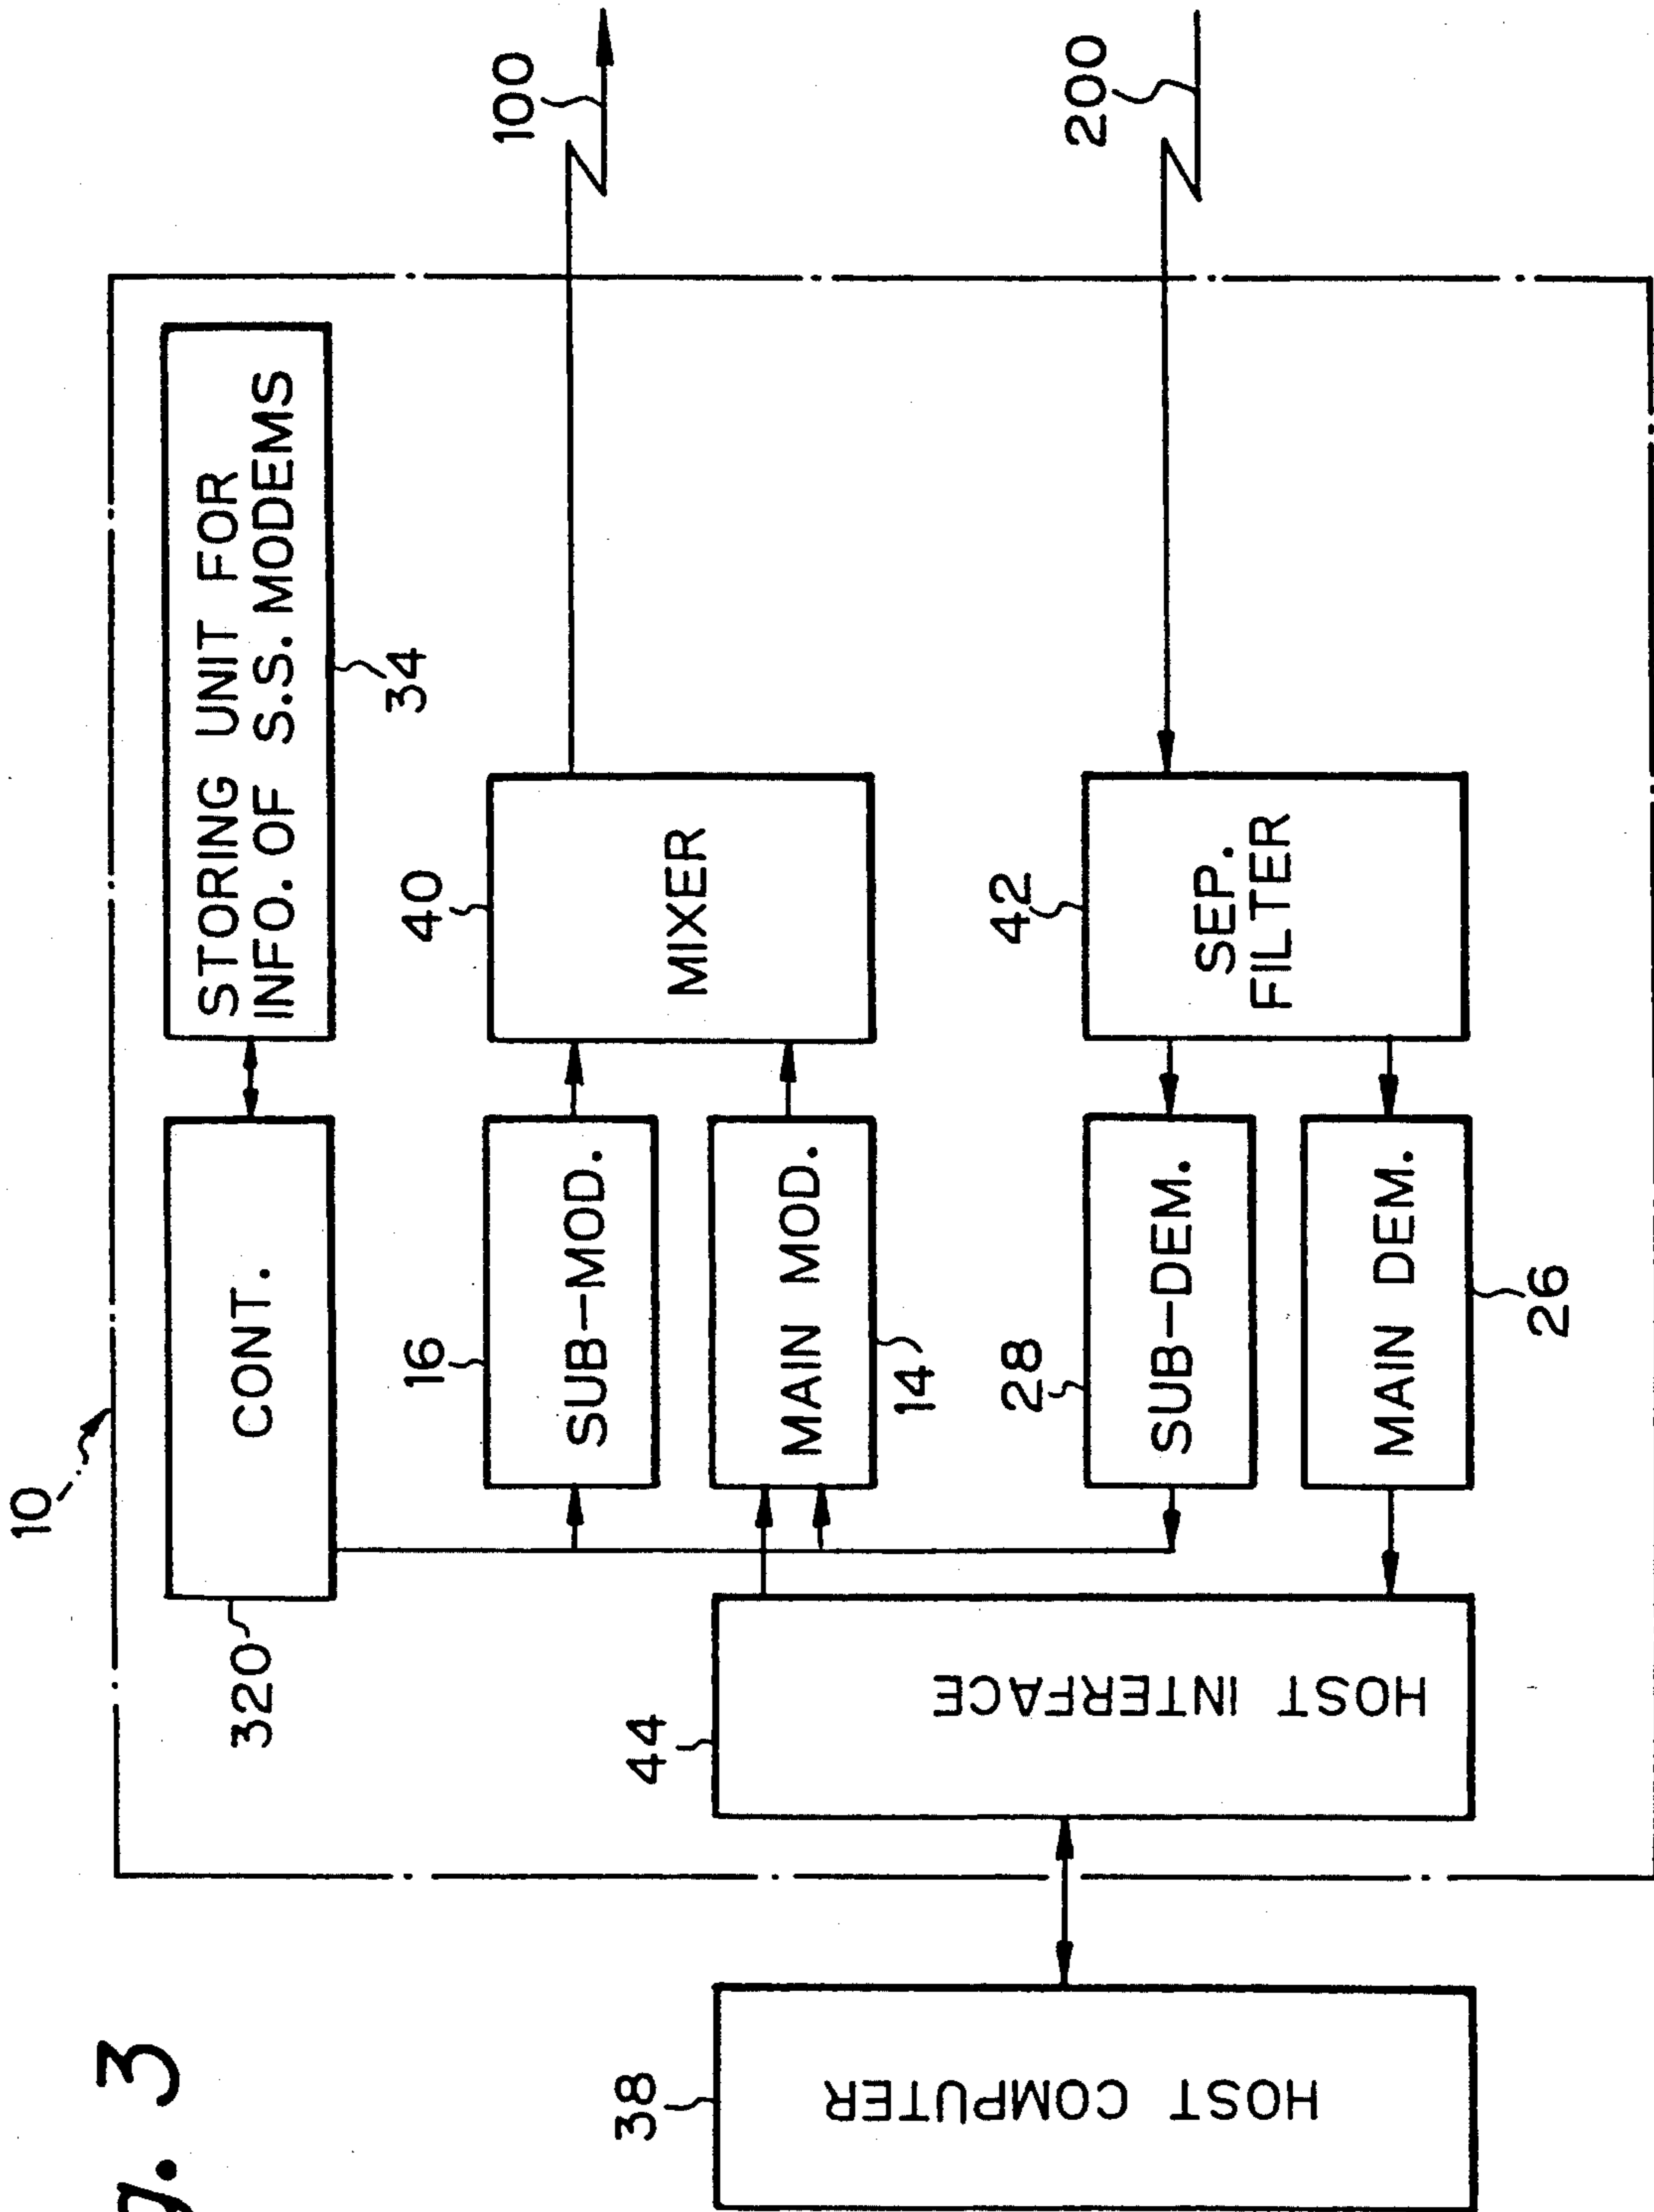 g. 3
10
320
CONT.
STORING UNIT FOR
INFO. OF S.S. MODEMS
34
16
SUB-MOD.
40
MIXER
100
MAIN MOD.
14
44
HOST INTERFACE
38
HOST COMPUTER
28
SUB-DEM.
42
SEP.
FILTER
200
MAIN DEM.
26